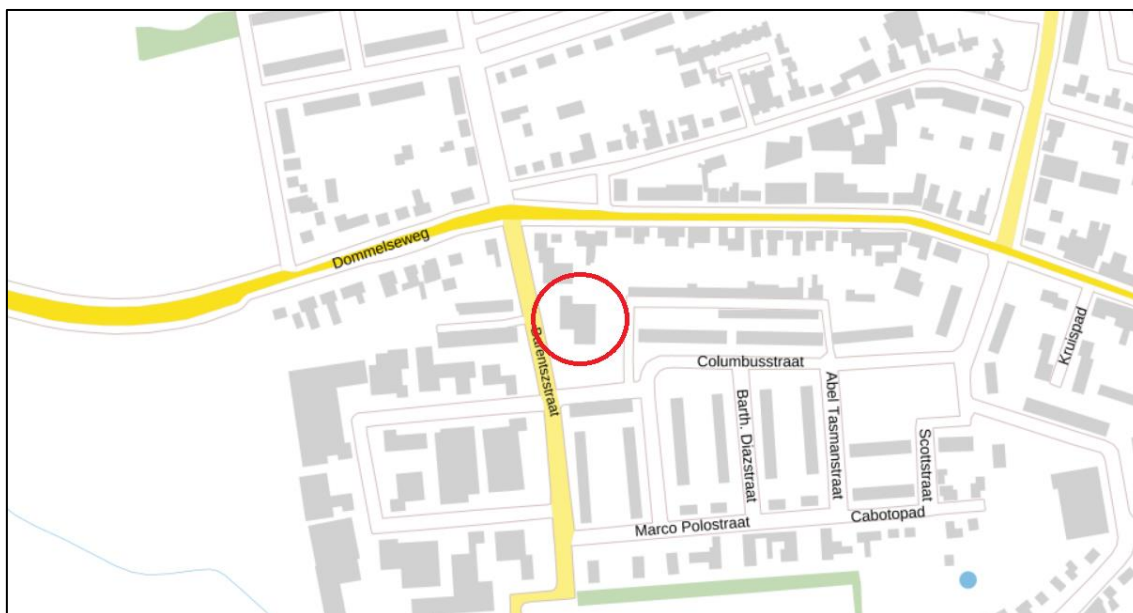 Dommelseweg
Barentszstraat
Kruispad
Columbusstraat
Abel Tasmanstraat
Barth. Diazstraat
Scottstraat
Cabotopad
Marco Polostraat